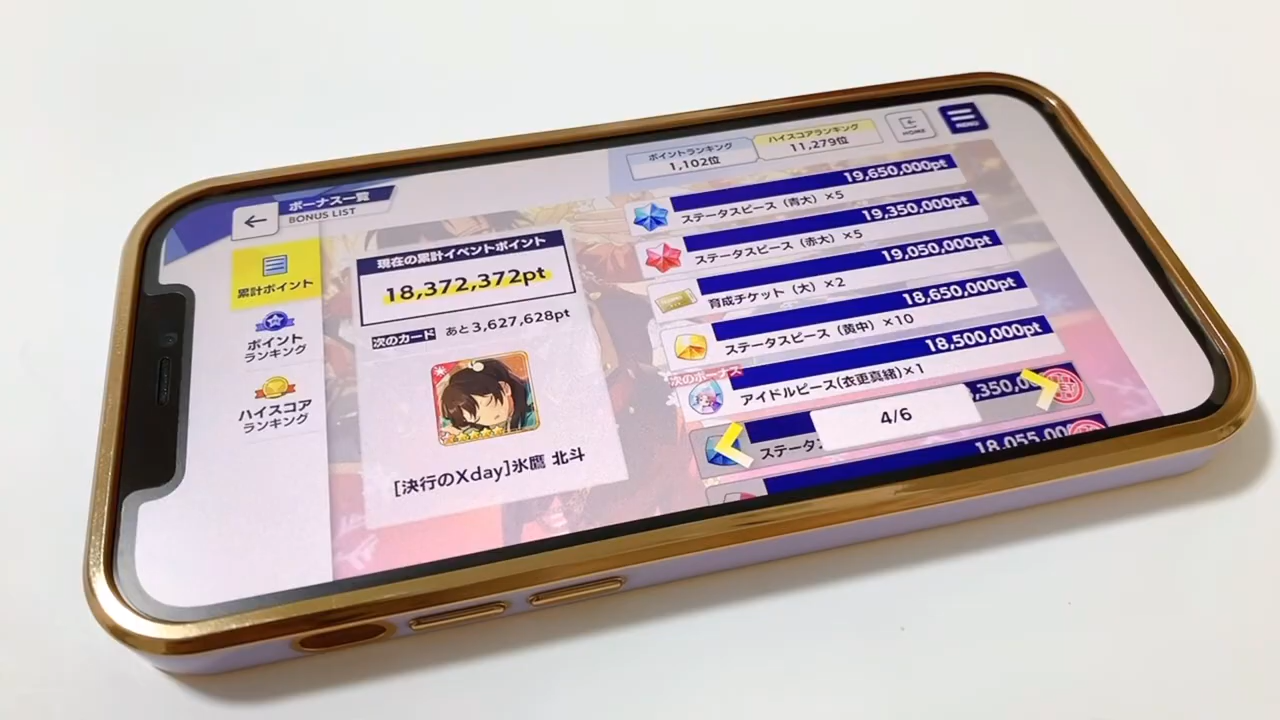 ボーナス一覧
BONUS LIST
累計ポイント
ポイント
ランキング
ハイスコア
ランキング
現在の累計イベントポイント
18,372,372pt
次のカード あと3,627,628pt
[決行のXday]氷鷹 北斗
ポイントランキング
1,102位
ハイスコアランキング
11,279位
HOME
MENU
19,650,000pt
ステータスピース（青大）×5
19,350,000pt
ステータスピース（赤大）×5
19,050,000pt
育成チケット（大）×2
18,650,000pt
ステータスピース（黄中）×10
18,500,000pt
次のボーナス
アイドルピース(衣更真緒)×1
,350,0
ステータ
4/6
18,055,00